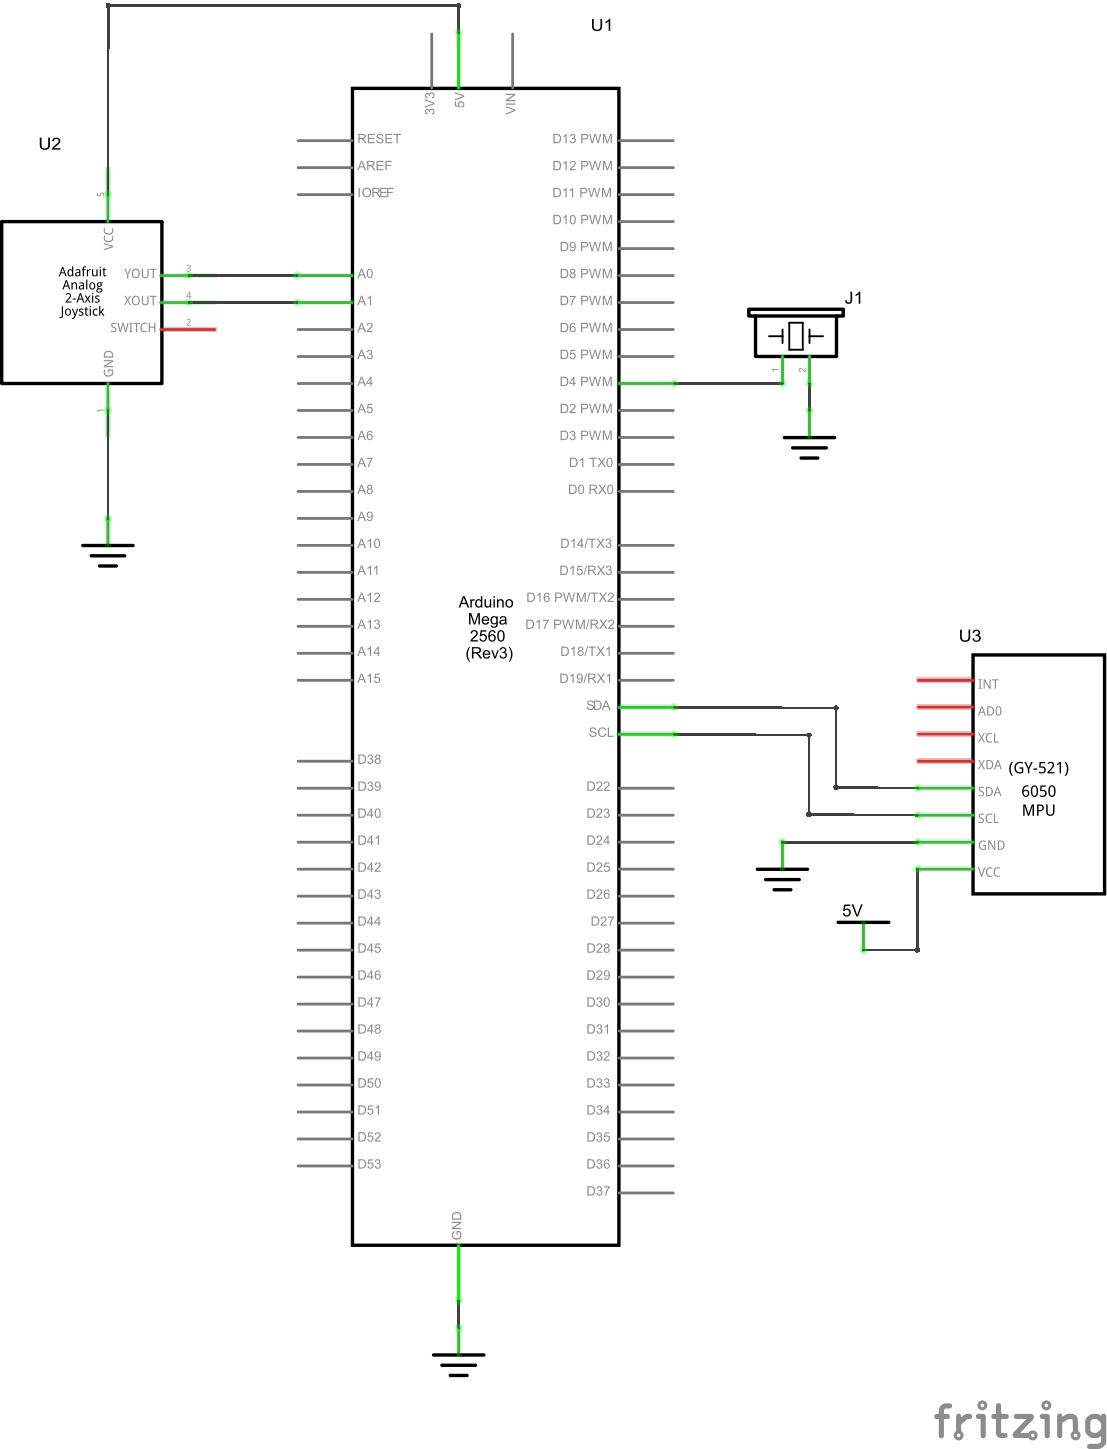 U1
3V3
5V
VIN
U2
RESET
AREF
IOREF
D13 PWM
D12 PWM
D11 PWM
D10 PWM
D9 PWM
D8 PWM
D7 PWM
D6 PWM
D5 PWM
D4 PWM
D2 PWM
D3 PWM
D1 TX0
D0 RX0
5
VCC
Adafruit
Analog
2-Axis
Joystick
YOUT
3
XOUT
4
SWITCH
2
GND
1
A0
A1
A2
A3
A4
A5
A6
A7
A8
A9
A10
A11
A12
A13
A14
A15
J1
1
2
D14/TX3
D15/RX3
D16 PWM/TX2
D17 PWM/RX2
D18/TX1
D19/RX1
SDA
SCL
Arduino
Mega
2560
(Rev3)
U3
INT
AD0
XCL
XDA
SDA
SCL
GND
VCC
(GY-521)
6050
MPU
5V
D38
D39
D40
D41
D42
D43
D44
D45
D46
D47
D48
D49
D50
D51
D52
D53
D22
D23
D24
D25
D26
D27
D28
D29
D30
D31
D32
D33
D34
D35
D36
D37
GND
fritzing